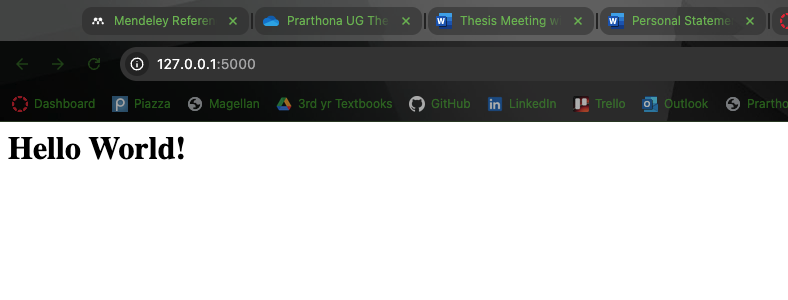 Mendeley Referen
Prarthona UG The
Thesis Meeting w
Personal Stateme
127.0.0.1:5000
Dashboard Piazza Magellan 3rd yr Textbooks GitHub LinkedIn Trello Outlook Prartho
Hello World!